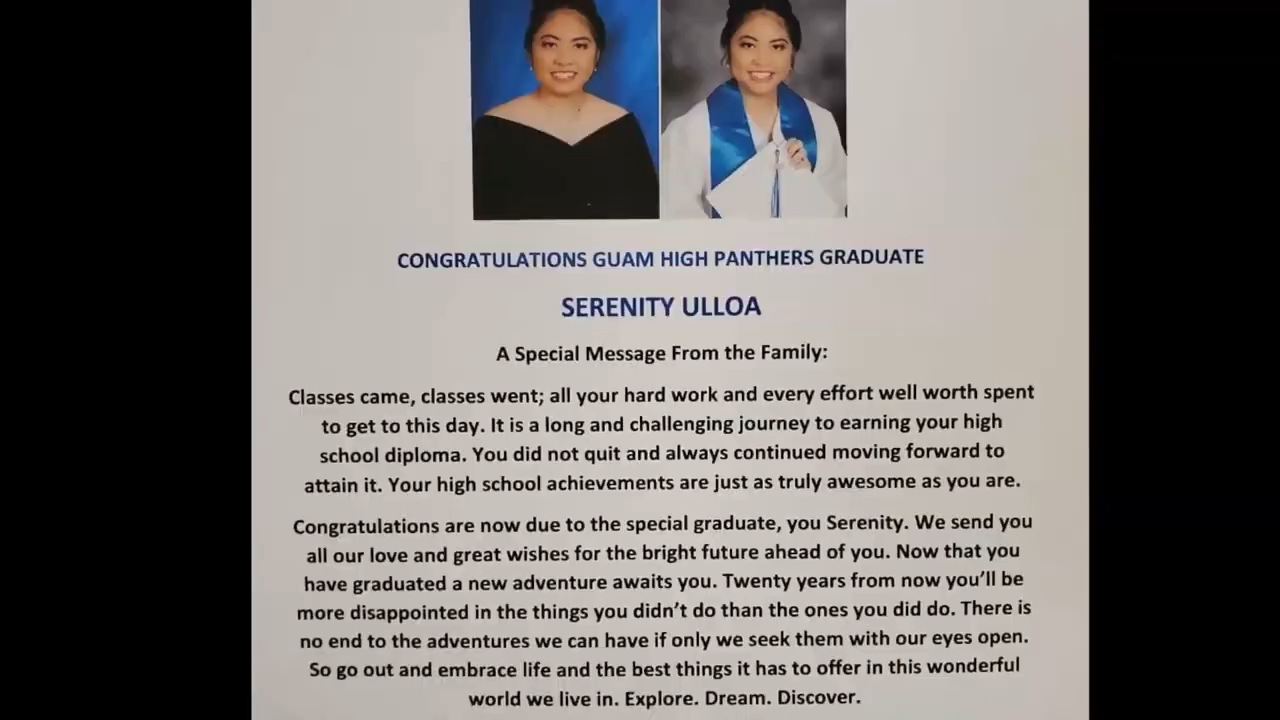 CONGRATULATIONS GUAM HIGH PANTHERS GRADUATE
SERENITY ULLOA
A Special Message From the Family:
Classes came, classes went; all your hard work and every effort well worth spent
to get to this day. It is a long and challenging journey to earning your high
school diploma. You did not quit and always continued moving forward to
attain it. Your high school achievements are just as truly awesome as you are.
Congratulations are now due to the special graduate, you Serenity. We send you
all our love and great wishes for the bright future ahead of you. Now that you
have graduated a new adventure awaits you. Twenty years from now you’ll be
more disappointed in the things you didn’t do than the ones you did do. There is
no end to the adventures we can have if only we seek them with our eyes open.
So go out and embrace life and the best things it has to offer in this wonderful
world we live in. Explore. Dream. Discover.